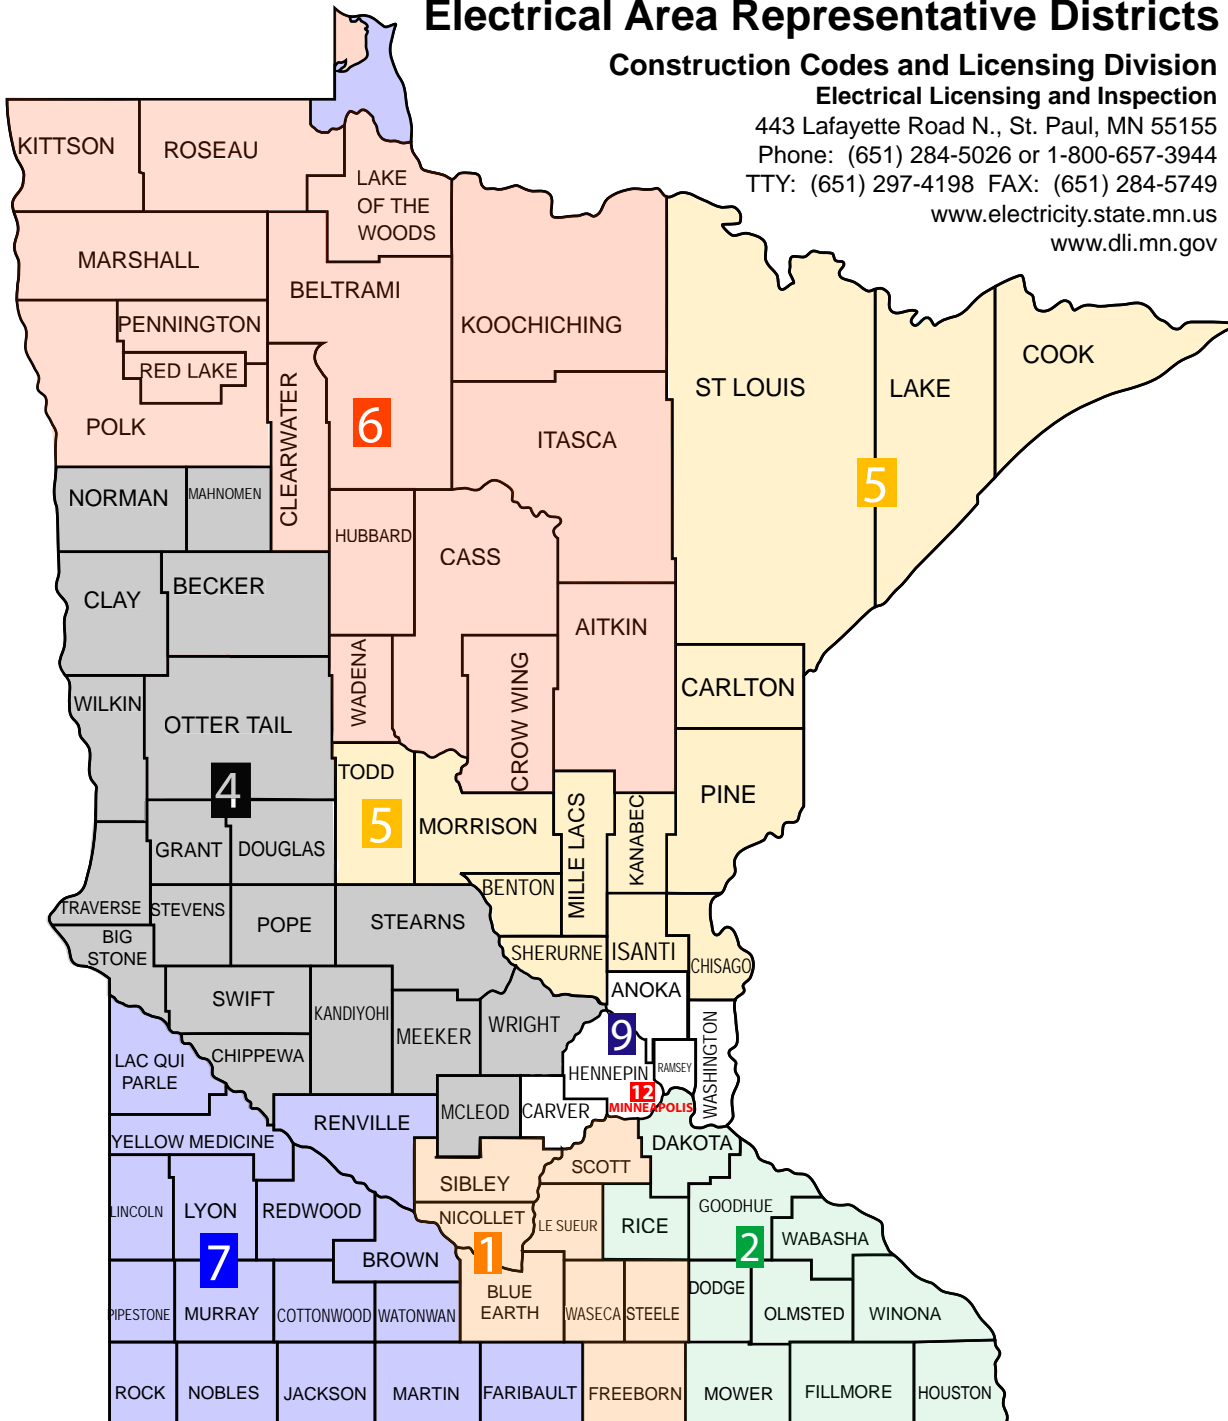 Electrical Area Representative Districts
Construction Codes and Licensing Division
Electrical Licensing and Inspection
443 Lafayette Road N., St. Paul, MN 55155
Phone: (651) 284-5026 or 1-800-657-3944
TTY: (651) 297-4198 FAX: (651) 284-5749
www.electricity.state.mn.us
www.dli.mn.gov
KITTSON
ROSEAU
LAKE
OF THE
WOODS
MARSHALL
BELTRAMI
PENNINGTON
KOOCHICHING
RED LAKE
COOK
ST LOUIS
LAKE
POLK
CLEARWATER
6
ITASCA
5
NORMAN
MAHNOMEN
HUBBARD
CASS
BECKER
CLAY
AITKIN
WADENA
CROW WING
CARLTON
WILKIN
OTTER TAIL
TODD
4
5
MORRISON
PINE
MILLE LACS
KANABEC
GRANT
DOUGLAS
BENTON
TRAVERSE
STEVENS
POPE
STEARNS
BIG
STONE
SHERURNE
ISANTI
CHISAGO
ANOKA
SWIFT
KANDIYOHI
MEEKER
WRIGHT
9
WASHINGTON
LAC QUI
PARLE
CHIPPEWA
HENNEPIN
RAMSEY
12
MINNEAPOLIS
MCLEOD
CARVER
RENVILLE
YELLOW MEDICINE
DAKOTA
SCOTT
SIBLEY
LINCOLN
LYON
REDWOOD
NICOLLET
LE SUEUR
RICE
GOODHUE
WABASHA
7
BROWN
1
2
PIPESTONE
MURRAY
COTTONWOOD
WATONWAN
BLUE
EARTH
WASECA
STEELE
DODGE
OLMSTED
WINONA
ROCK
NOBLES
JACKSON
MARTIN
FARIBAULT
FREEBORN
MOWER
FILLMORE
HOUSTON